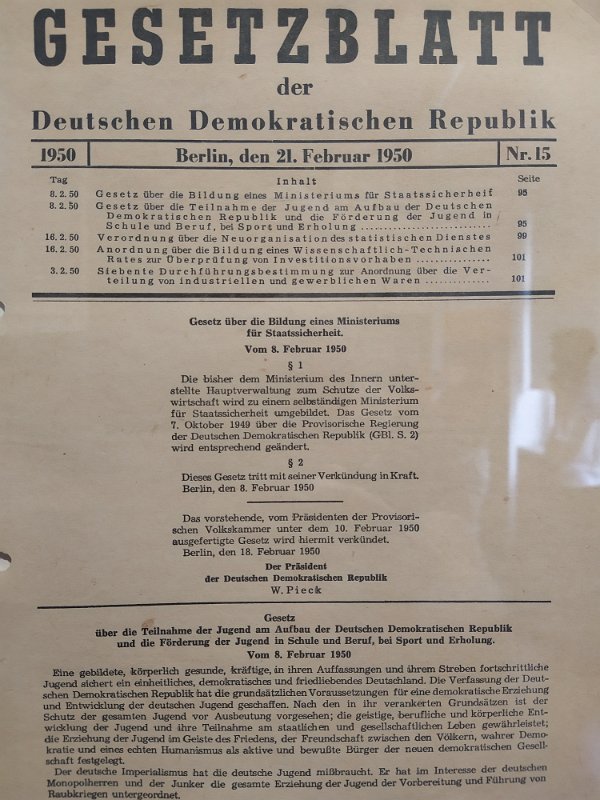 GESETZBLATT
der
Deutschen Demokratischen Republik
1950 Berlin, den 21. Februar 1950 Nr. 15
Tag Inhalt Seite
8. 2. 50 Gesetz über die Bildung eines Ministeriums für Staatssicherheit 95
8. 2. 50 Gesetz über die Teilnahme der Jugend am Aufbau der Deutschen
Demokratischen Republik und die Förderung der Jugend in
Schule und Beruf, bei Sport und Erholung .................. 95
16. 2. 50 Verordnung über die Neuorganisation des statistischen Dienstes 99
16. 2. 50 Anordnung über die Bildung eines Wissenschaftlich-Technischen
Rates zur Überprüfung von Investitionsvorhaben .............. 101
3. 2. 50 Siebente Durchführungsbestimmung zur Anordnung über die Ver-
teilung von industriellen und gewerblichen Waren ............. 101
Gesetz über die Bildung eines Ministeriums
für Staatssicherheit.
Vom 8. Februar 1950
§ 1
Die bisher dem Ministerium des Innern unter-
stellte Hauptverwaltung zum Schutze der Volks-
wirtschaft wird zu einem selbständigen Ministerium
für Staatssicherheit umgebildet. Das Gesetz vom
7. Oktober 1949 über die Provisorische Regierung
der Deutschen Demokratischen Republik (GBl. S. 2)
wird entsprechend geändert.
§ 2
Dieses Gesetz tritt mit seiner Verkündung in Kraft.
Berlin, den 8. Februar 1950
Das vorstehende, vom Präsidenten der Provisori-
schen Volkskammer unter dem 10. Februar 1950
ausgefertigte Gesetz wird hiermit verkündet.
Berlin, den 18. Februar 1950
Der Präsident
der Deutschen Demokratischen Republik
W. Pieck
Gesetz
über die Teilnahme der Jugend am Aufbau der Deutschen Demokratischen Republik
und die Förderung der Jugend in Schule und Beruf, bei Sport und Erholung.
Vom 8. Februar 1950
Eine gebildete, körperlich gesunde, kräftige, in ihren Auffassungen und ihrem Streben fortschrittliche
Jugend sichert ein einheitliches, demokratisches und friedliebendes Deutschland. Die Verfassung der Deut-
schen Demokratischen Republik hat die grundsätzlichen Voraussetzungen für eine demokratische Erziehung
und Entwicklung der deutschen Jugend geschaffen. Nach den in ihr verankerten Grundsätzen ist der
Schutz der gesamten Jugend vor Ausbeutung vorgesehen; die geistige, berufliche und körperliche Ent-
wicklung der Jugend und ihre Teilnahme am staatlichen und gesellschaftlichen Leben gewährleistet;
die Erziehung der Jugend im Geiste des Friedens, der Freundschaft zwischen den Völkern, wahrer Demo-
kratie und eines echten Humanismus als aktive und bewußte Bürger der neuen demokratischen Gesell-
schaft festgelegt.
Der deutsche Imperialismus hat die deutsche Jugend mißbraucht. Er hat im Interesse der deutschen
Monopolherren und der Junker die gesamte Erziehung der Jugend der Vorbereitung und Führung von
Raubkriegen untergeordnet.